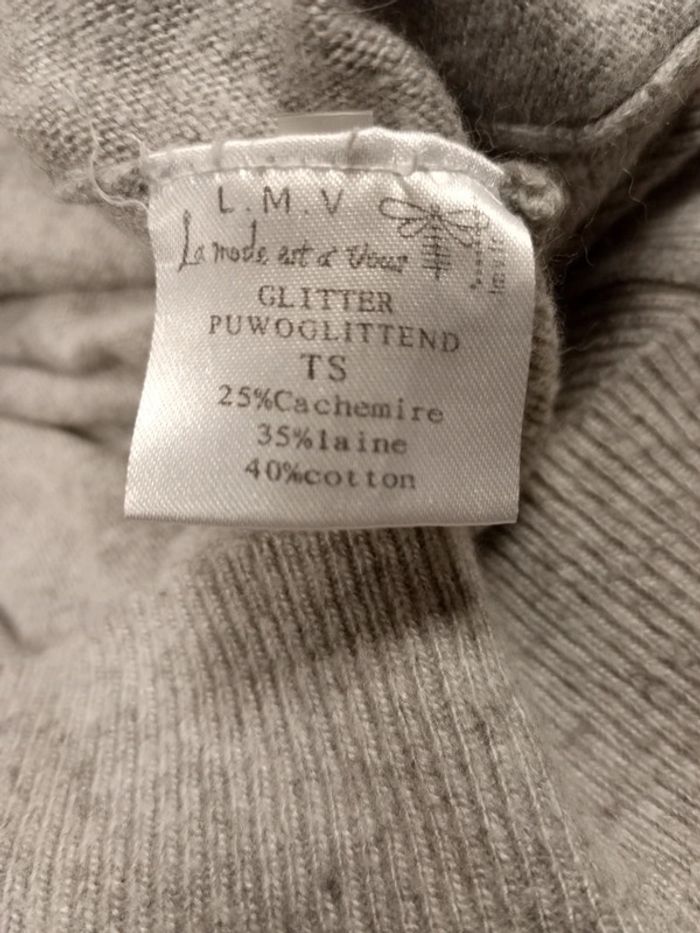 L.M.V
La mode est à Vous
GLITTER
PUWOGLITTEND
TS
25%Cachemire
35%laine
40%cotton